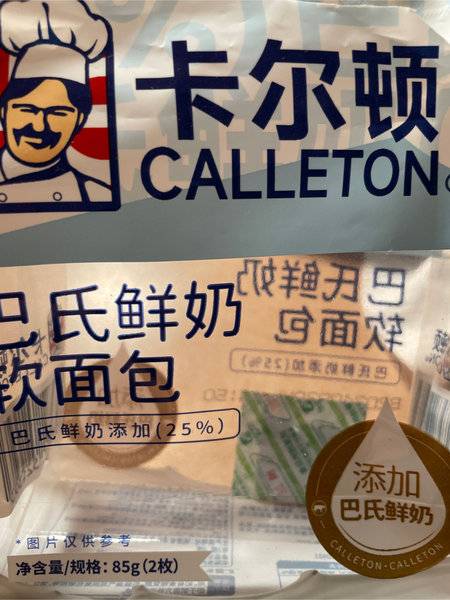 卡尔顿
CALLETON
巴氏鲜奶
软面包
巴氏鲜奶添加(25%)
巴氏鲜奶
软面包
巴氏鲜奶添加(25%)
添加
巴氏鲜奶
CALLETON-CALLETON
*图片仅供参考
净含量/规格：85g(2枚)